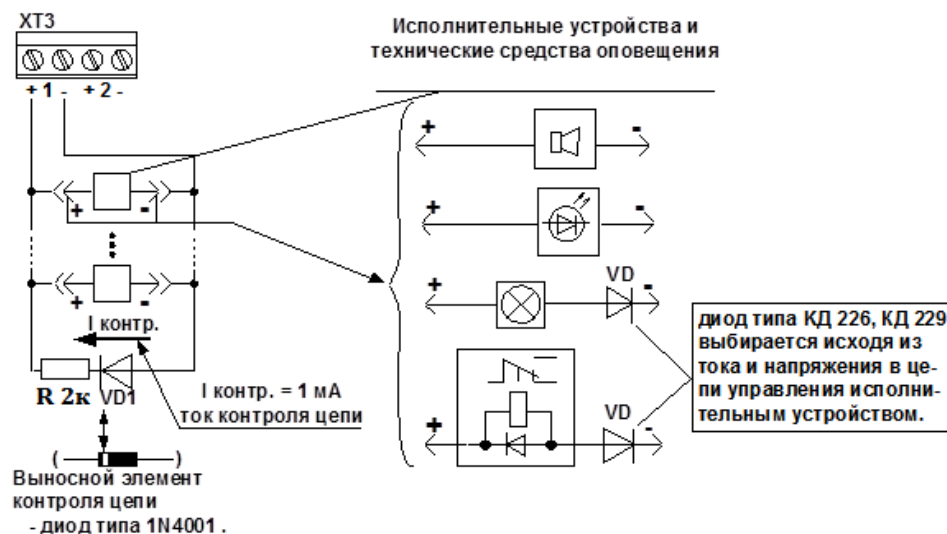 XT3
+ 1 - + 2 -
Исполнительные устройства и
технические средства оповещения
+ -
+ -
+ -
+ -
VD
+ -
VD
+ -
I контр.
R 2к VD1
I контр. = 1 мА
ток контроля цепи
диод типа КД 226, КД 229
выбирается исходя из
тока и напряжения в це-
пи управления исполни-
тельным устройством.
Выносной элемент
контроля цепи
- диод типа 1N4001 .